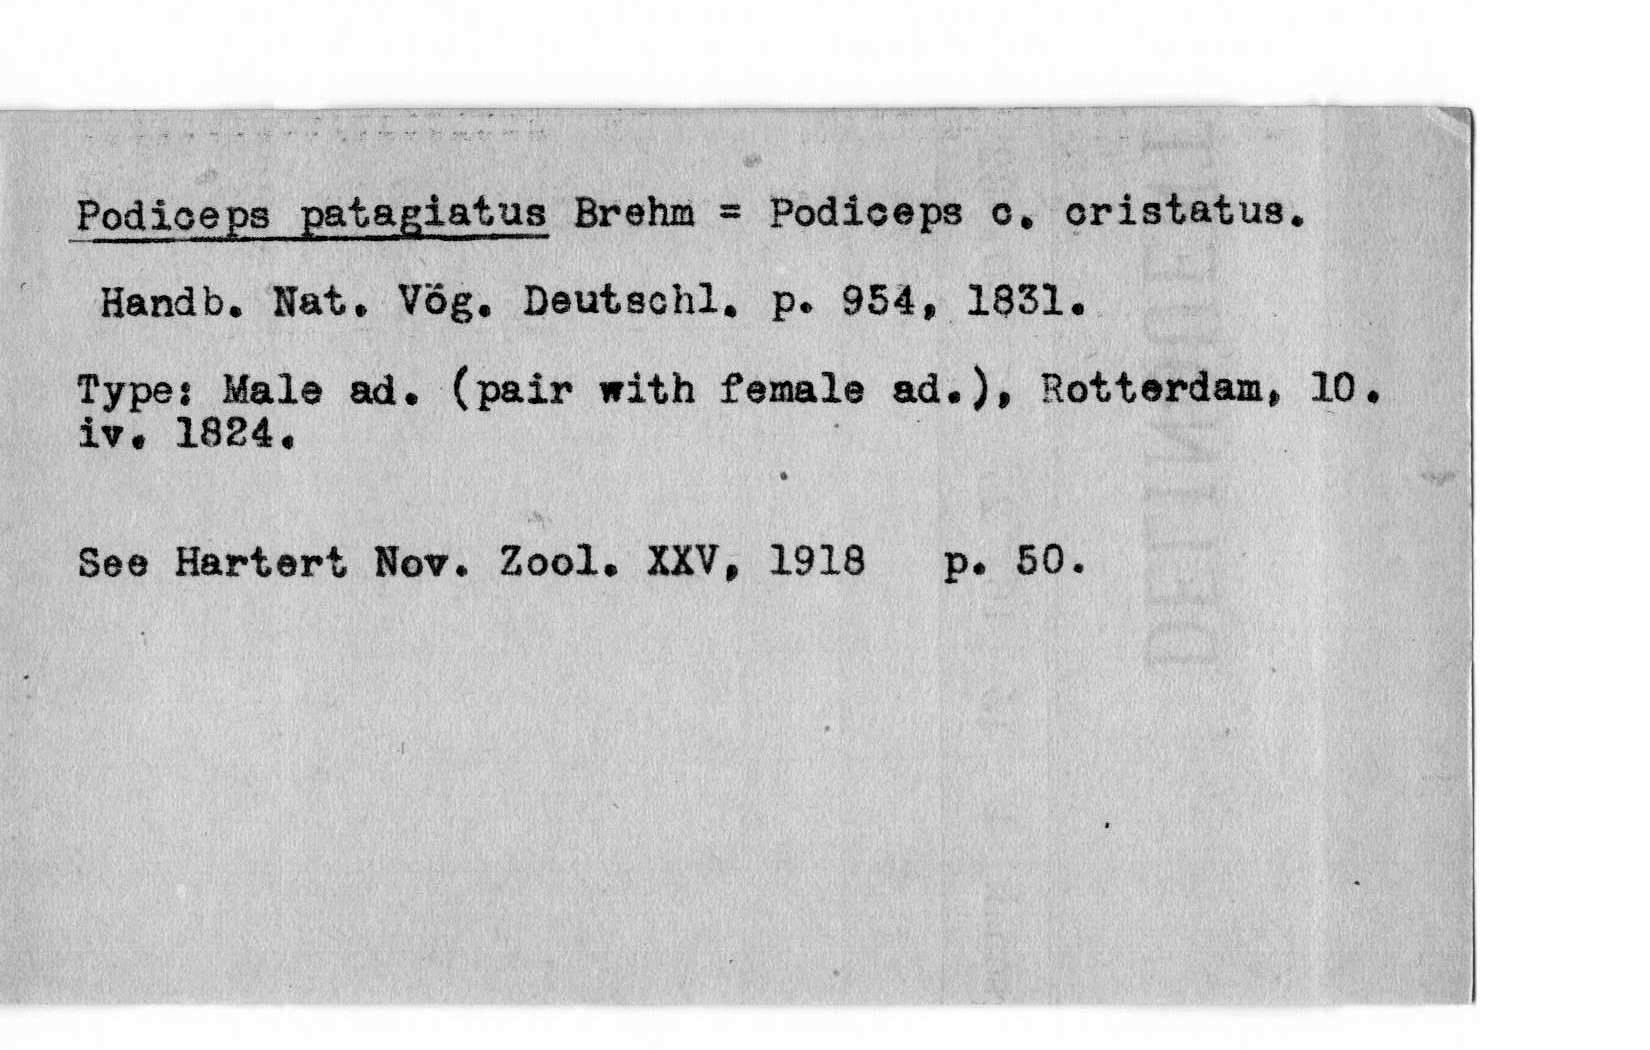 Podiceps patagiatus Brehm = Podiceps c. cristatus.
Handb. Nat. Vög. Deutschl. p. 954, 1831.
Type: Male ad. (pair with female ad.), Rotterdam, 10.
iv. 1824.
See Hartert Nov. Zool. XXV, 1918 p. 50.